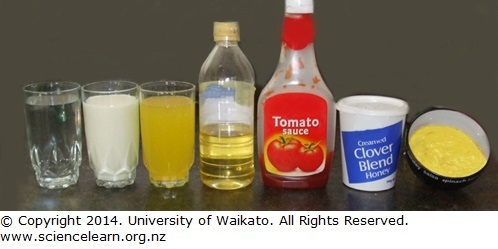 Tomato
sauce
Creamed
Clover
Blend
Honey
© Copyright 2014. University of Waikato. All Rights Reserved.
www.sciencelearn.org.nz